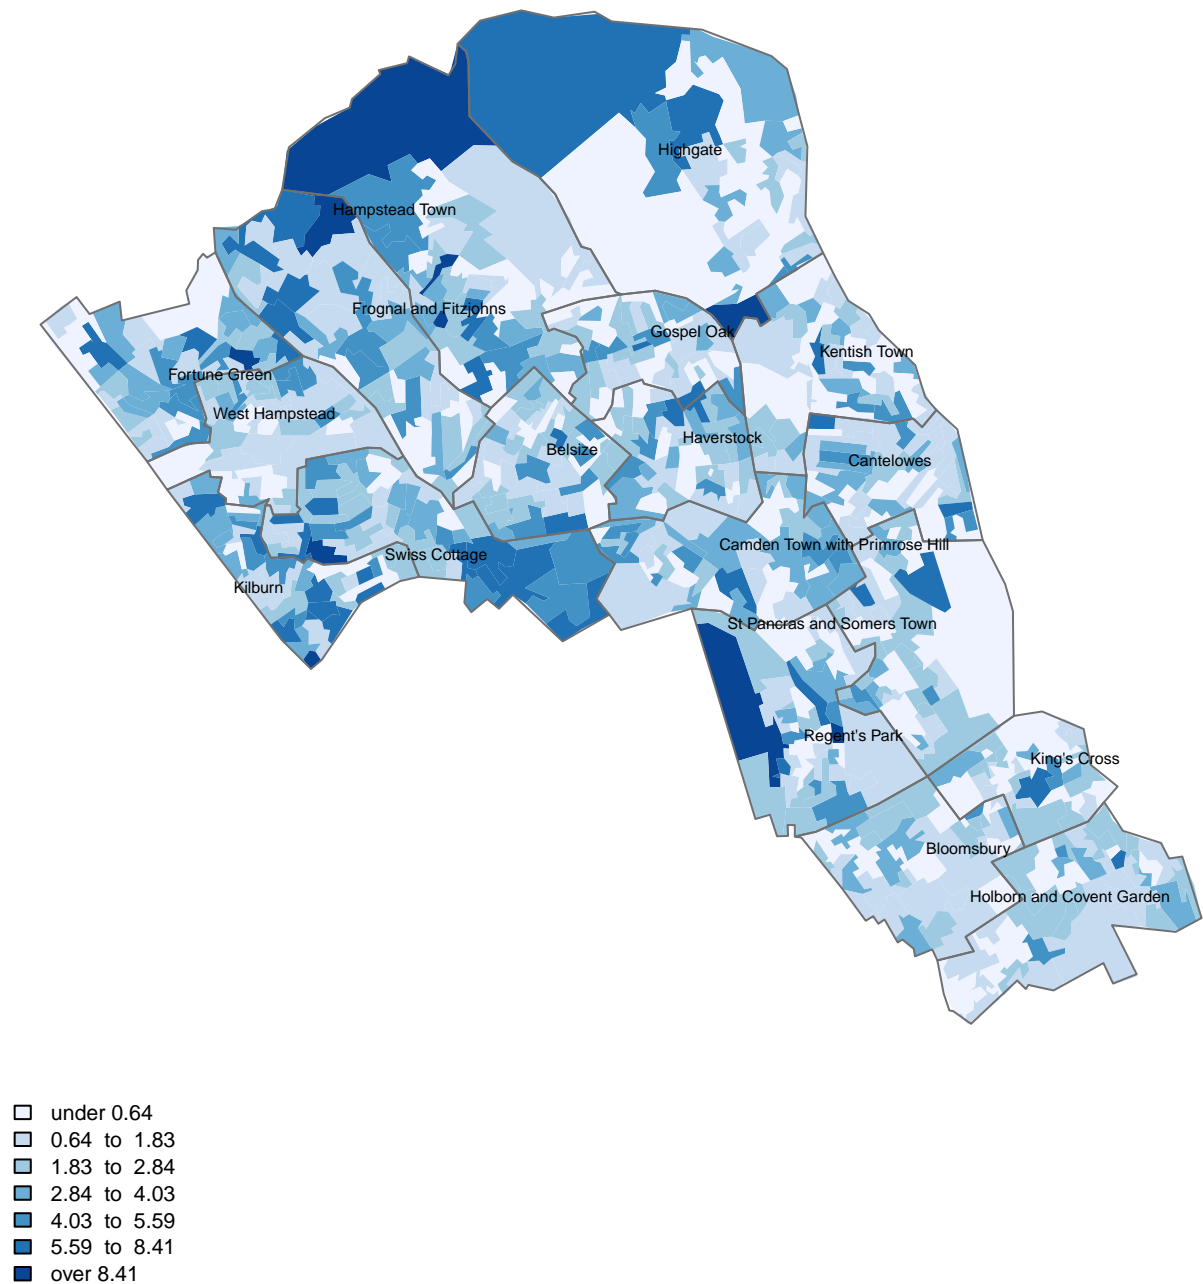 Highgate
Hampstead Town
Frognal and Fitzjohns
Gospel Oak
Kentish Town
Fortune Green
West Hampstead
Haverstock
Belsize
Cantelowes
Camden Town with Primrose HIll
Swiss Cottage
Kilburn
St Pancras and Somers Town
Regent's Park
King's Cross
Bloomsbury
Holborn and Covent Garden
under 0.64
0.64 to 1.83
1.83 to 2.84
2.84 to 4.03
4.03 to 5.59
5.59 to 8.41
over 8.41